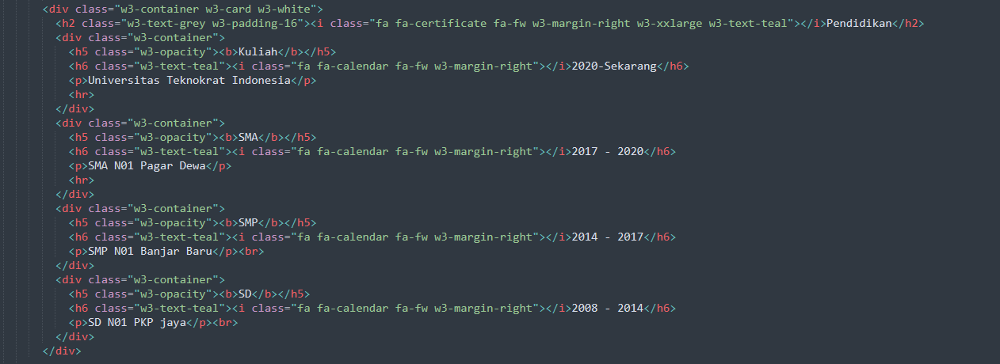 <div class="w3-container w3-card w3-white">
<h2 class="w3-text-grey w3-padding-16"><i class="fa fa-certificate fa-fw w3-margin-right w3-xxlarge w3-text-teal"></i>Pendidikan</h2>
<div class="w3-container">
<h5 class="w3-opacity"><b>Kuliah</b></h5>
<h6 class="w3-text-teal"><i class="fa fa-calendar fa-fw w3-margin-right"></i>2020-Sekarang</h6>
<p>Universitas Teknokrat Indonesia</p>
<hr>
</div>
<div class="w3-container">
<h5 class="w3-opacity"><b>SMA</b></h5>
<h6 class="w3-text-teal"><i class="fa fa-calendar fa-fw w3-margin-right"></i>2017 - 2020</h6>
<p>SMA N01 Pagar Dewa</p>
<hr>
</div>
<div class="w3-container">
<h5 class="w3-opacity"><b>SMP</b></h5>
<h6 class="w3-text-teal"><i class="fa fa-calendar fa-fw w3-margin-right"></i>2014 - 2017</h6>
<p>SMP N01 Banjar Baru</p><br>
</div>
<div class="w3-container">
<h5 class="w3-opacity"><b>SD</b></h5>
<h6 class="w3-text-teal"><i class="fa fa-calendar fa-fw w3-margin-right"></i>2008 - 2014</h6>
<p>SD N01 PKP jaya</p><br>
</div>
</div>